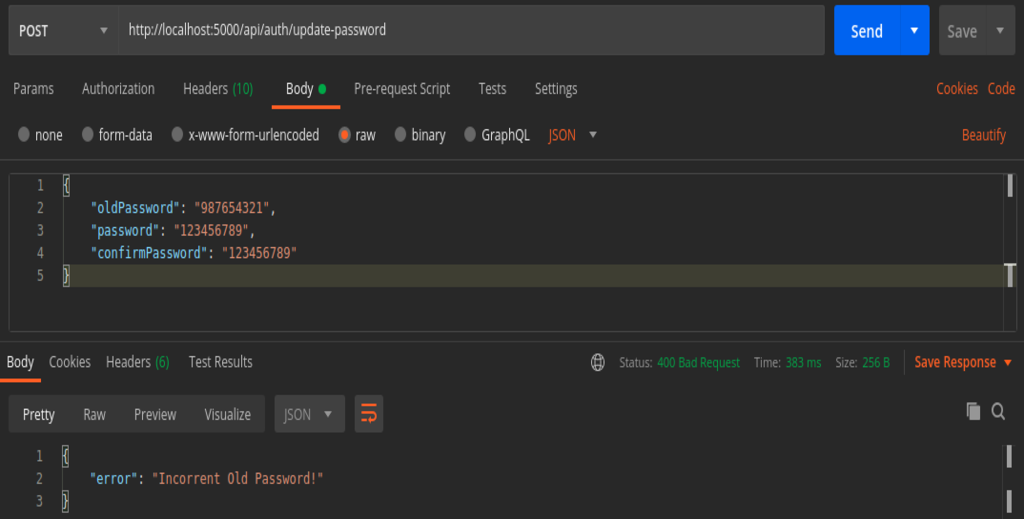 POST http://localhost:5000/api/auth/update-password Send Save
Params Authorization Headers (10) Body Pre-request Script Tests Settings Cookies Code
none form-data x-www-form-urlencoded raw binary GraphQL JSON Beautify
1 {
2 "oldPassword": "987654321",
3 "password": "123456789",
4 "confirmPassword": "123456789"
5 }
Body Cookies Headers (6) Test Results Status: 400 Bad Request Time: 383 ms Size: 256 B Save Response
Pretty Raw Preview Visualize JSON
1 {
2 "error": "Incorrent Old Password!"
3 }